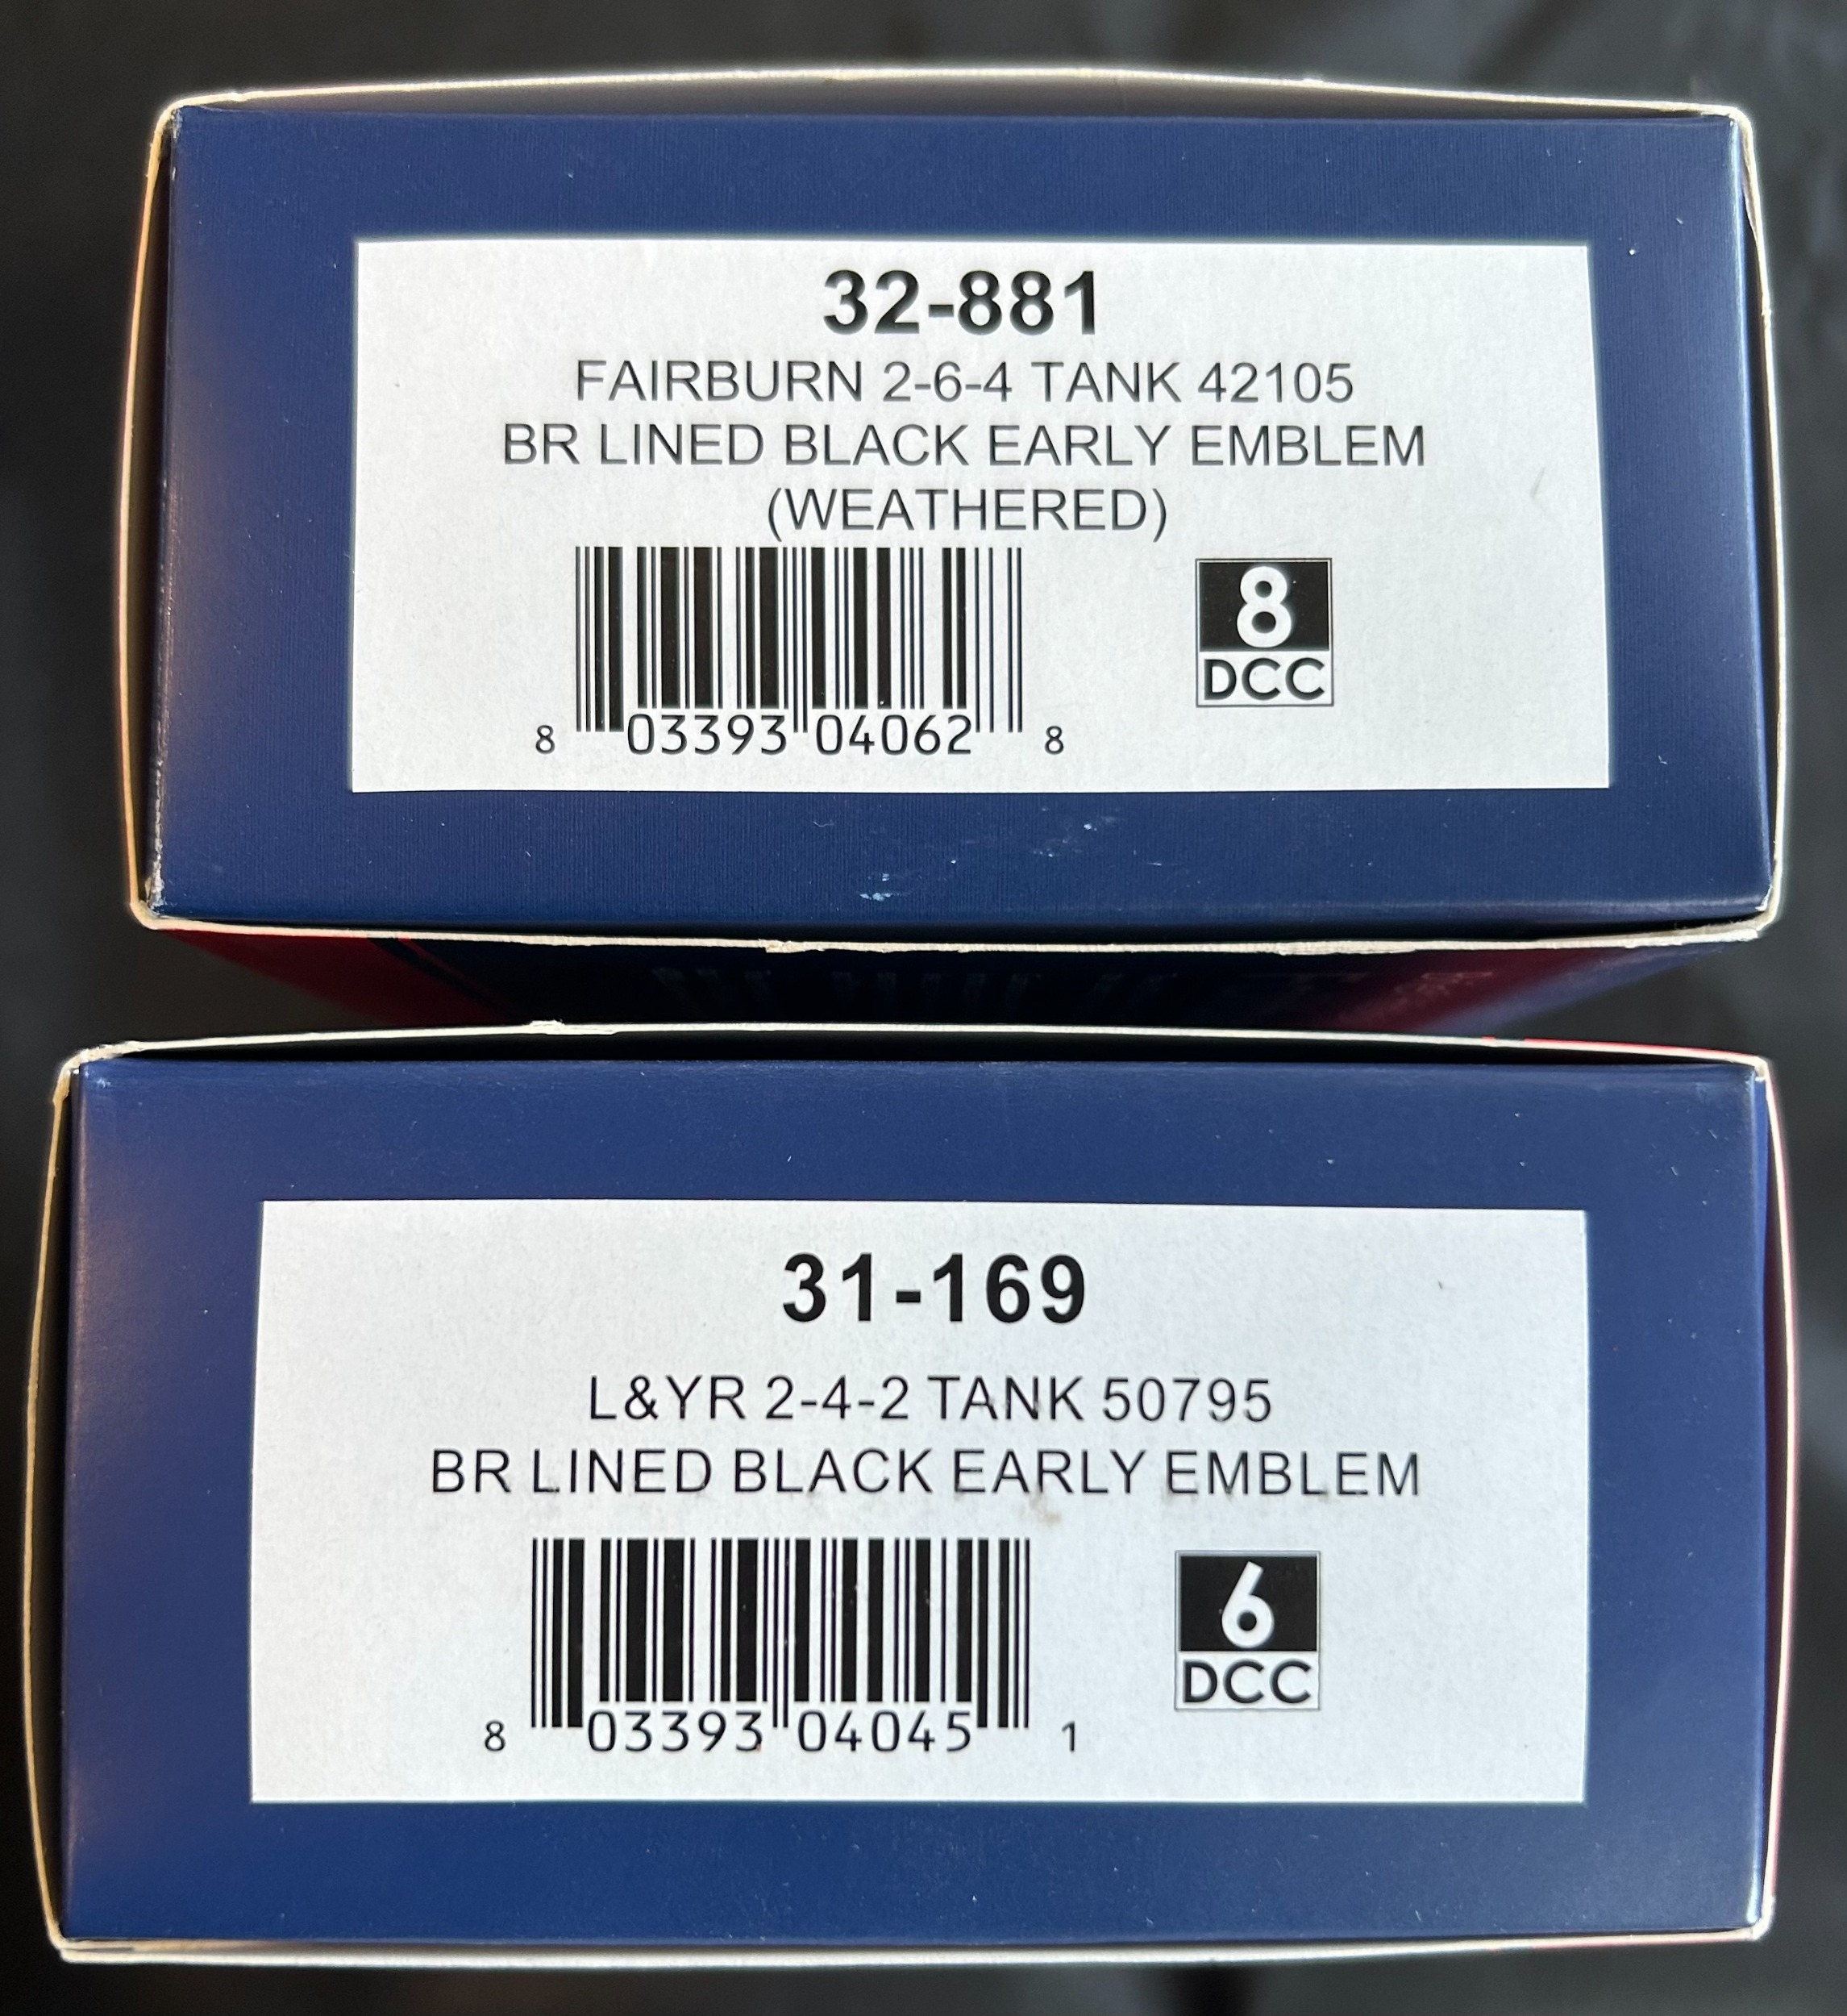 32-881
FAIRBURN 2-6-4 TANK 42105
BR LINED BLACK EARLY EMBLEM
(WEATHERED)
8
DCC
8 03393 04062 8
31-169
L&YR 2-4-2 TANK 50795
BR LINED BLACK EARLY EMBLEM
6
DCC
8 03393 04045 1